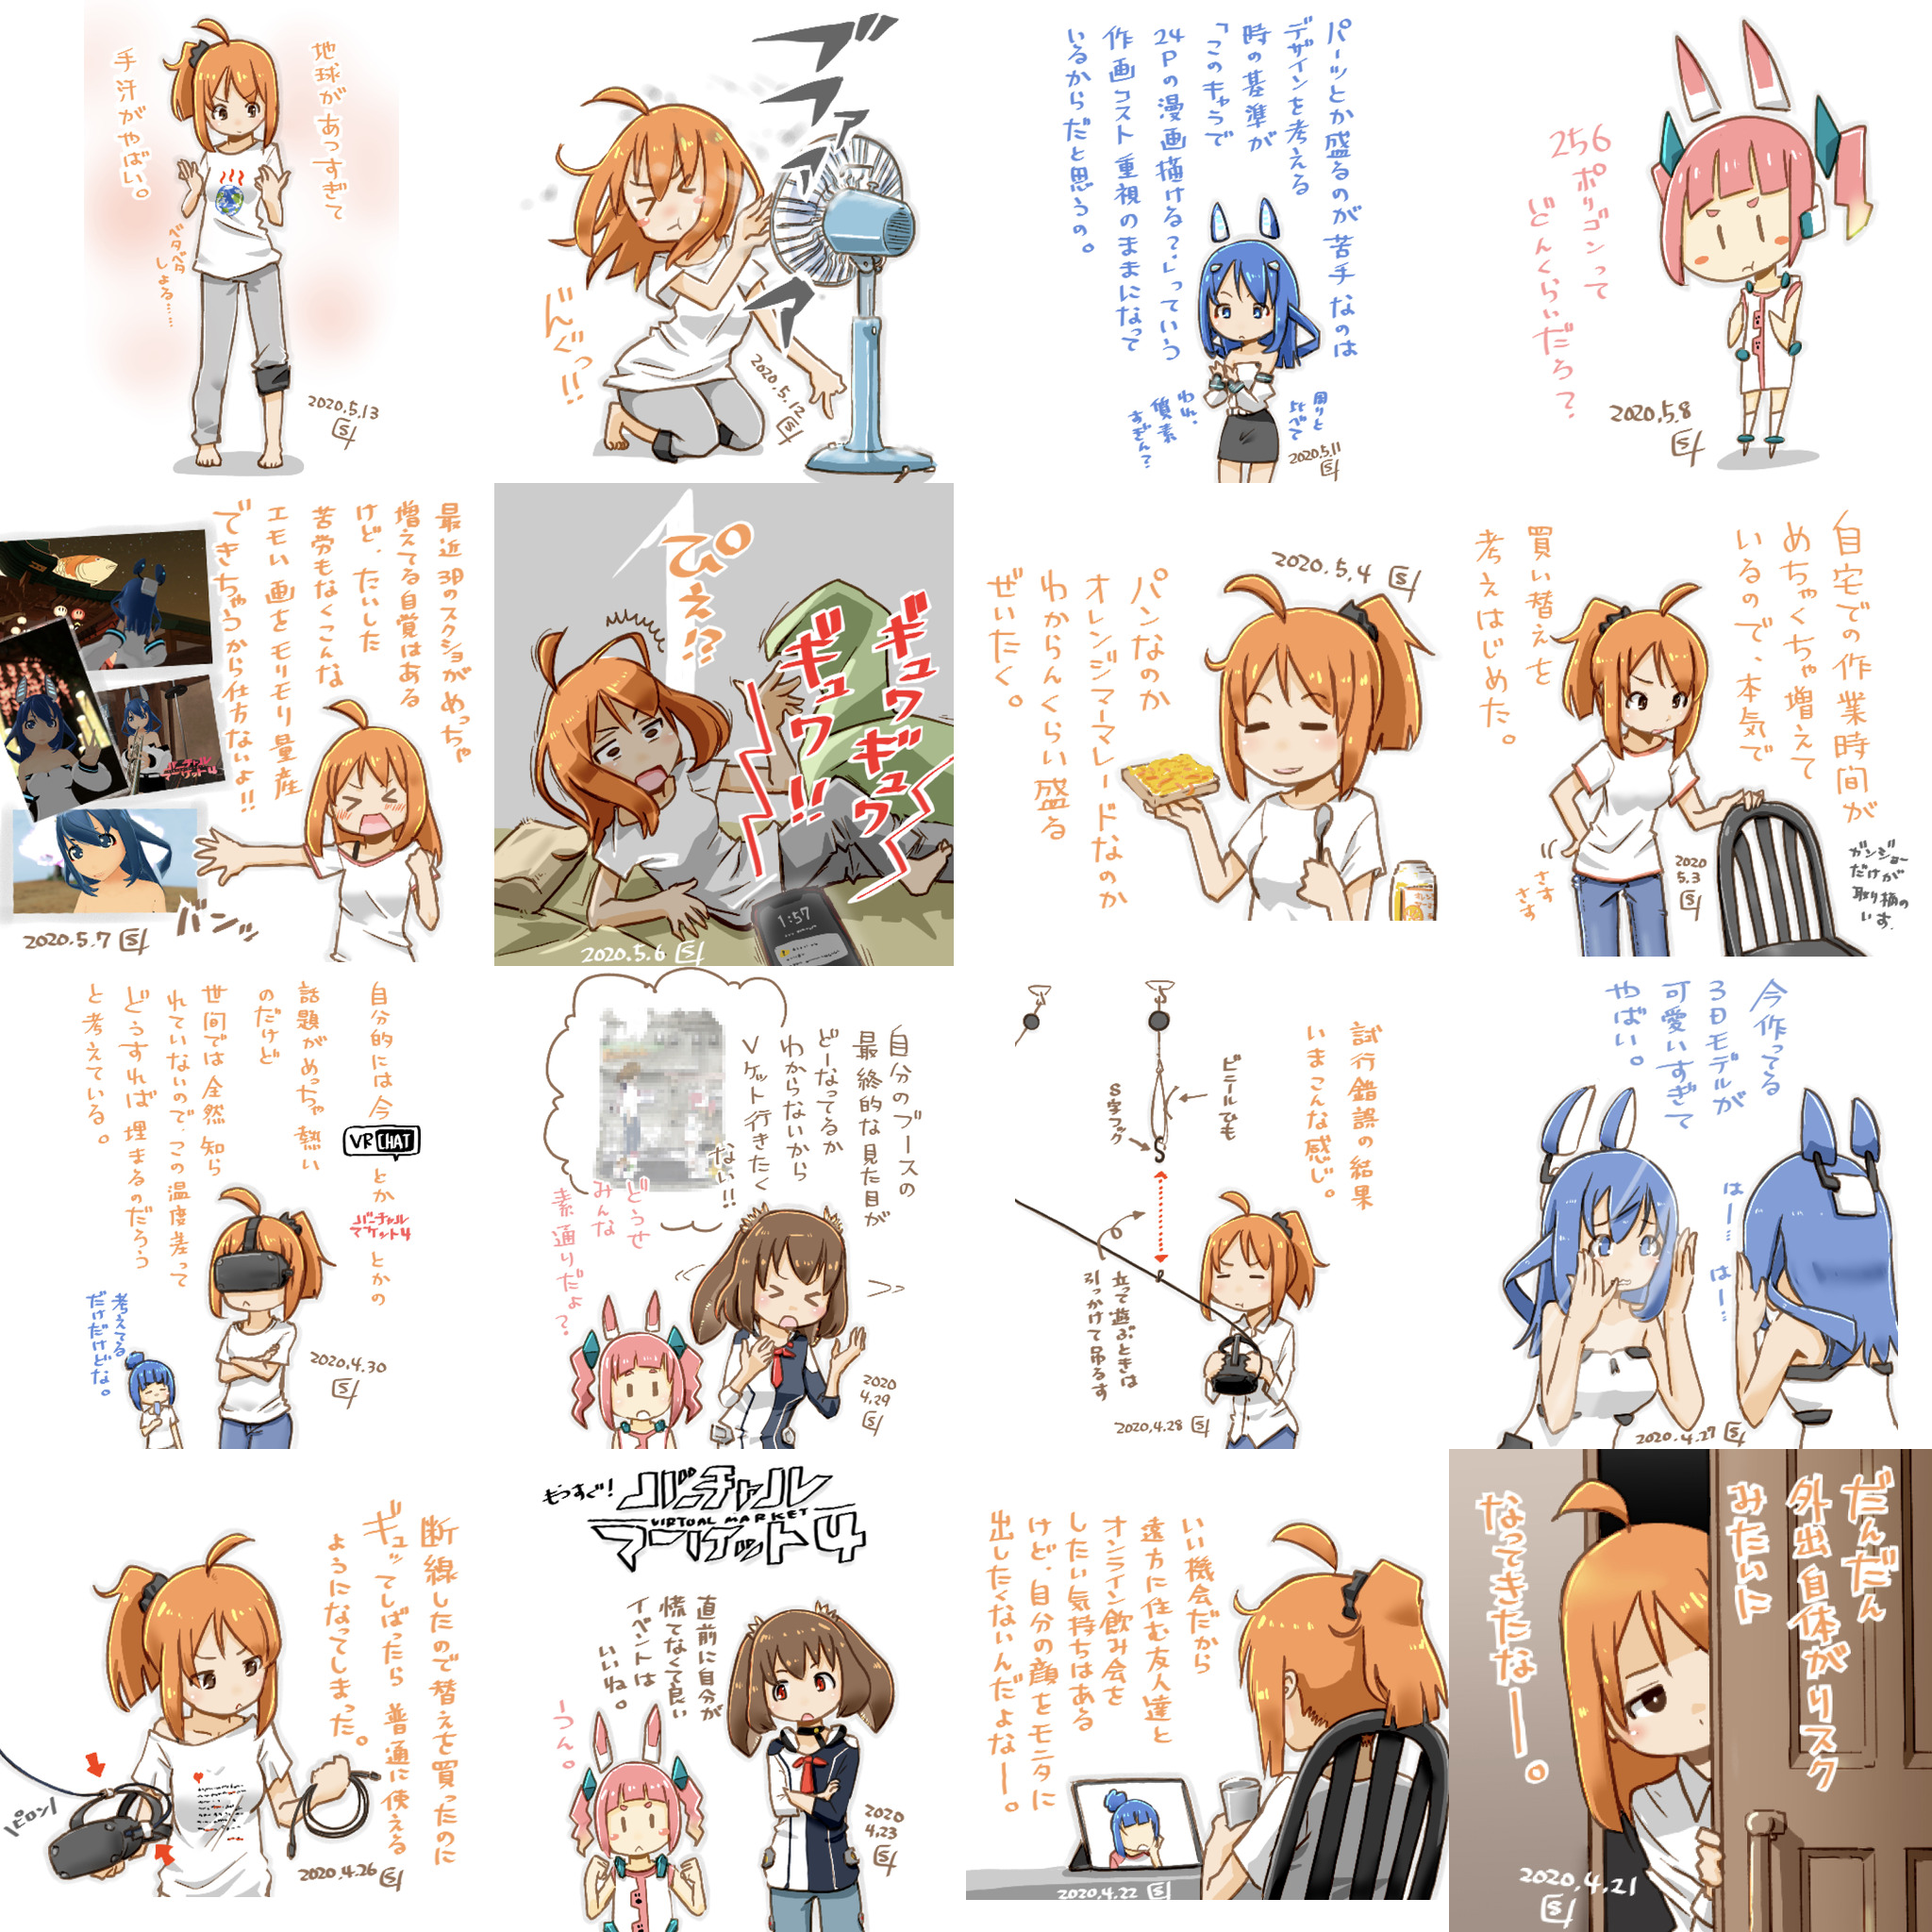 地球があっすぎて
手汗がやばい。
ベタベタ
しよる……
2020.5.13
ブファァァァ
んぐっ!!
2020.5.12
パーツとか盛るのが苦手なのは
デザインを考える
時の基準が
「このキャラで
24Pの漫画描ける?」っていう
作画コスト重視のままになって
いるからだと思うの。
周りと
比べて
われ、
質素
すぎん?
2020.5.11
256
ポリゴンって
どんくらいだろ?
2020.5.8
最近3Dのスクショがめっちゃ
増えてる自覚はある
けど、たいした
苦労もなくこんな
エモい画をモリモリ量産
できちゃうから仕方ないよ!!
バーチャル
マーケット4
バンッ
2020.5.7
ぴえ!?
ギュワギュワ
ギュワ!!
1:57
2020.5.6
2020.5.4
パンなのか
オレンジマーマレードなのか
わからんくらい盛る
ぜいたく。
自宅での作業時間が
めちゃくちゃ増えて
いるので、本気で
買い替えを
考えはじめた。
さす
さす
2020
5.3
ガンジョー
だけが
取り柄の
いす。
自分的には今
VRCHAT
とか
バーチャル
マーケット4
とかの
話題がめっちゃ熱い
のだけど
世間では全然知ら
れていないので、この温度差って
どうすれば埋まるのだろう
と考えている。
考えてる
だけだけどな。
2020.4.30
自分のブースの
最終的な見た目が
どーなってるか
わからないから
Vケット行きたく
ない!!
どうせ
みんな
素通りだよ?
2020
4.29
試行錯誤の結果
いまこんな感じ。
ビニールひも
S字フック
立って遊ぶときは
引っかけて吊るす
2020.4.28
今作ってる
3Dモデルが
可愛いすぎて
やばい。
はー…
はー…
2020.4.27
断線したので替えを買ったのに
ギュッてしばったら普通に使える
ようになってしまった。
ピロン
2020.4.26
もうすぐ!
バーチャル
VIRTUAL MARKET
マーケット4
直前に自分が
慌てなくて良い
イベントは
いいね。
うーん。
2020
4.23
いい機会だから
遠方に住む友人達と
オンライン飲み会を
したい気持ちはある
けど、自分の顔をモニタに
出したくないんだよなーー。
2020.4.22
だんだん
外出自体がリスク
みたいに
なってきたなーー。
2020.4.21